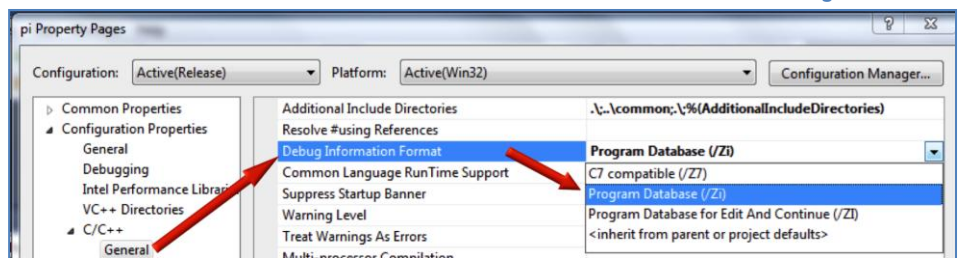 pi Property Pages
Configuration: Active(Release) Platform: Active(Win32) Configuration Manager...
Common Properties
Configuration Properties
General
Debugging
Intel Performance
VC++ Directories
C/C++
General
Additional Include Directories .\;..\common;.\;%(AdditionalIncludeDirectories)
Resolve #using References
Debug Information Format Program Database (/Zi)
Common Language RunTime Support C7 compatible (/Z7)
Suppress Startup Banner Program Database (/Zi)
Warning Level Program Database for Edit And Continue (/ZI)
Treat Warnings As Errors <inherit from parent or project defaults>
Multi-processor Compilation